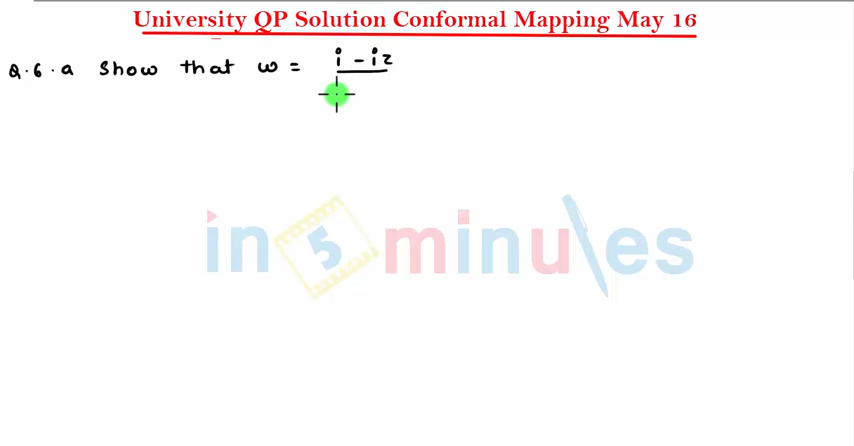 University QP Solution Conformal Mapping May 16
Q.6.a Show that w = i - iz
in 5 minutes